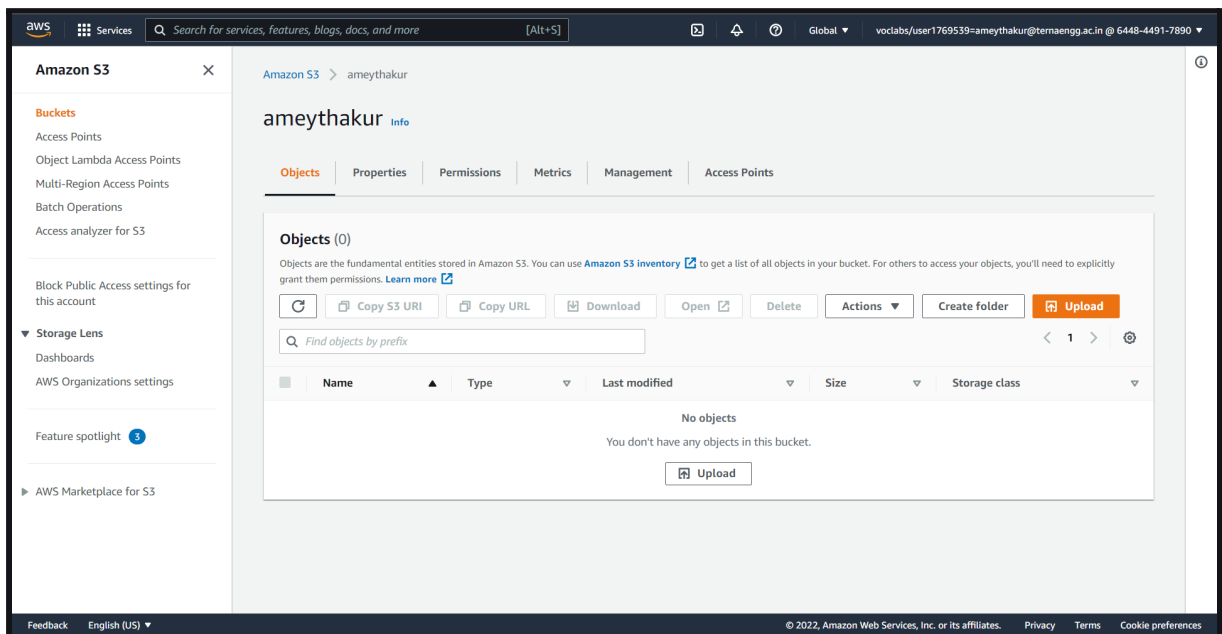 aws Services Search for services, features, blogs, docs, and more [Alt+S] Global ▼ voclabs/user1769539=ameythakur@ternaengg.ac.in @ 6448-4491-7890 ▼
Amazon S3
Buckets
Access Points
Object Lambda Access Points
Multi-Region Access Points
Batch Operations
Access analyzer for S3
Block Public Access settings for
this account
Storage Lens
Dashboards
AWS Organizations settings
Feature spotlight 3
AWS Marketplace for S3
Amazon S3 > ameythakur
ameythakur Info
Objects Properties Permissions Metrics Management Access Points
Objects (0)
Objects are the fundamental entities stored in Amazon S3. You can use Amazon S3 inventory to get a list of all objects in your bucket. For others to access your objects, you'll need to explicitly
grant them permissions. Learn more
Copy S3 URI Copy URL Download Open Delete Actions ▼ Create folder Upload
Find objects by prefix < 1 >
Name Type Last modified Size Storage class
No objects
You don't have any objects in this bucket.
Upload
Feedback English (US) ▼ © 2022, Amazon Web Services, Inc. or its affiliates. Privacy Terms Cookie preferences